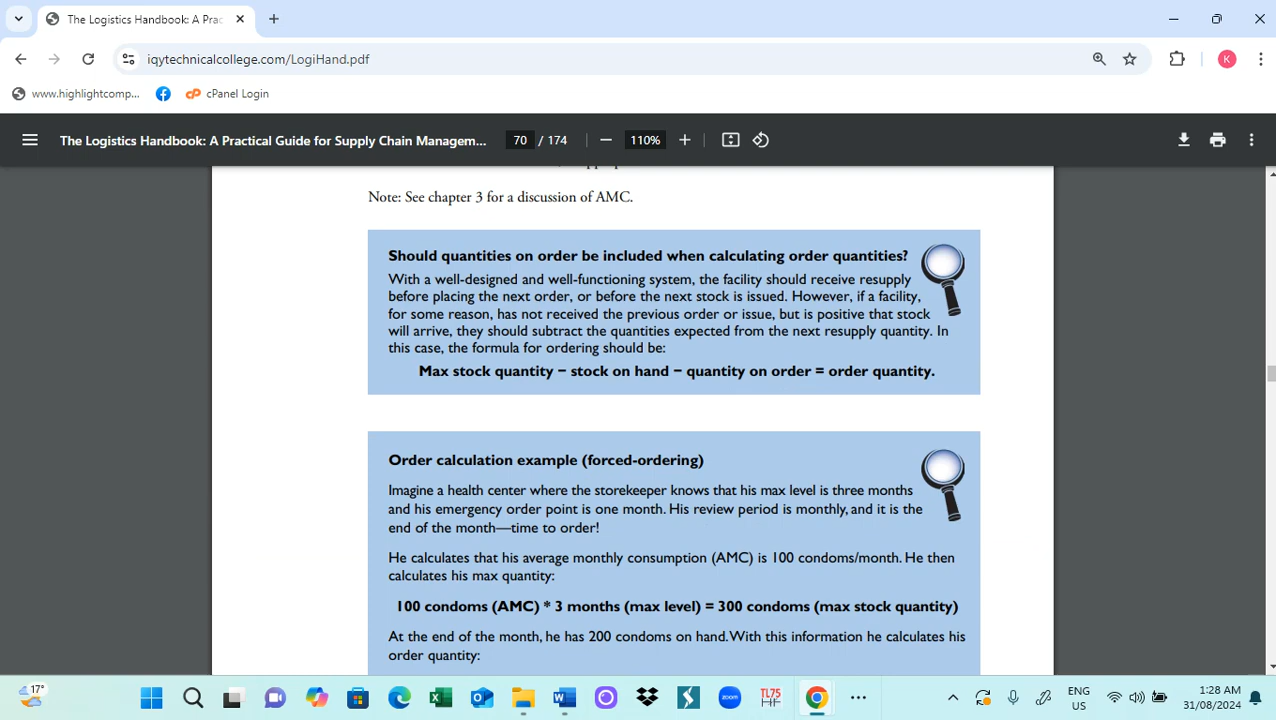 The Logistics Handbook: A Prac
iqytechnicalcollege.com/LogiHand.pdf
K
www.highlightcomp...
cPanel Login
The Logistics Handbook: A Practical Guide for Supply Chain Managem...
70 / 174
110%
Note: See chapter 3 for a discussion of AMC.
Should quantities on order be included when calculating order quantities?
With a well-designed and well-functioning system, the facility should receive resupply
before placing the next order, or before the next stock is issued. However, if a facility,
for some reason, has not received the previous order or issue, but is positive that stock
will arrive, they should subtract the quantities expected from the next resupply quantity. In
this case, the formula for ordering should be:
Max stock quantity – stock on hand – quantity on order = order quantity.
Order calculation example (forced-ordering)
Imagine a health center where the storekeeper knows that his max level is three months
and his emergency order point is one month. His review period is monthly, and it is the
end of the month—time to order!
He calculates that his average monthly consumption (AMC) is 100 condoms/month. He then
calculates his max quantity:
100 condoms (AMC) * 3 months (max level) = 300 condoms (max stock quantity)
At the end of the month, he has 200 condoms on hand. With this information he calculates his
order quantity:
17°
zoom
TL75
ENG
US
1:28 AM
31/08/2024